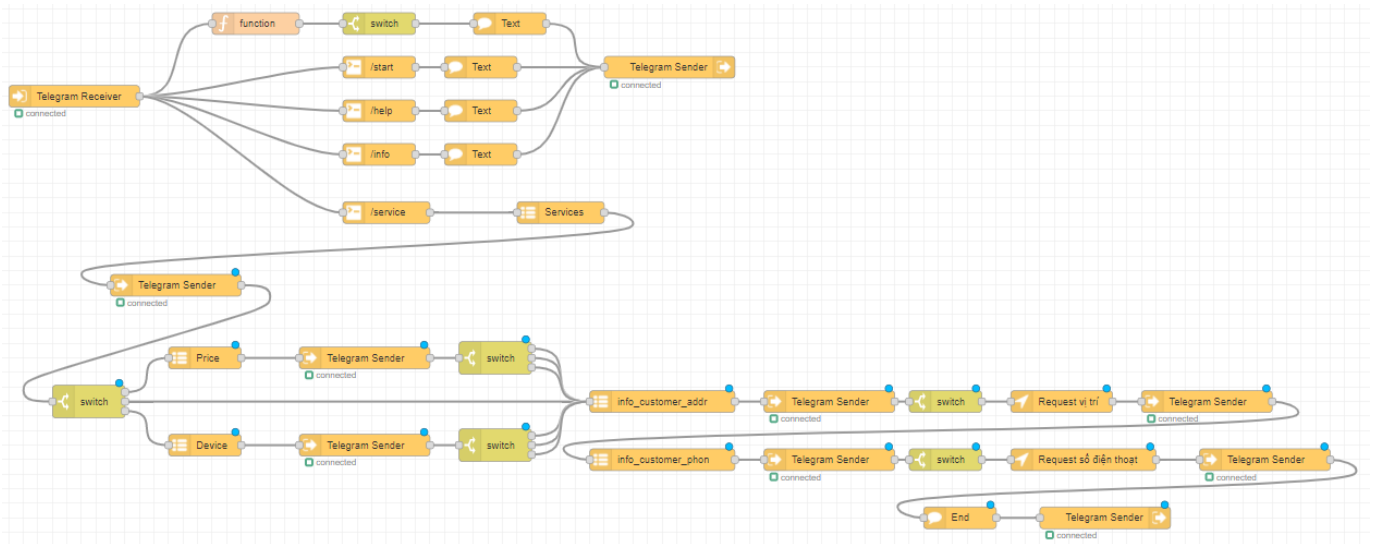 function
switch
Text
/start
Text
Telegram Sender
connected
Telegram Receiver
connected
/help
Text
/info
Text
/service
Services
Telegram Sender
connected
Price
Telegram Sender
connected
switch
switch
info_customer_addr
Telegram Sender
connected
switch
Request vị trí
Telegram Sender
connected
Device
Telegram Sender
connected
switch
info_customer_phon
Telegram Sender
connected
switch
Request số điện thoạt
Telegram Sender
connected
End
Telegram Sender
connected